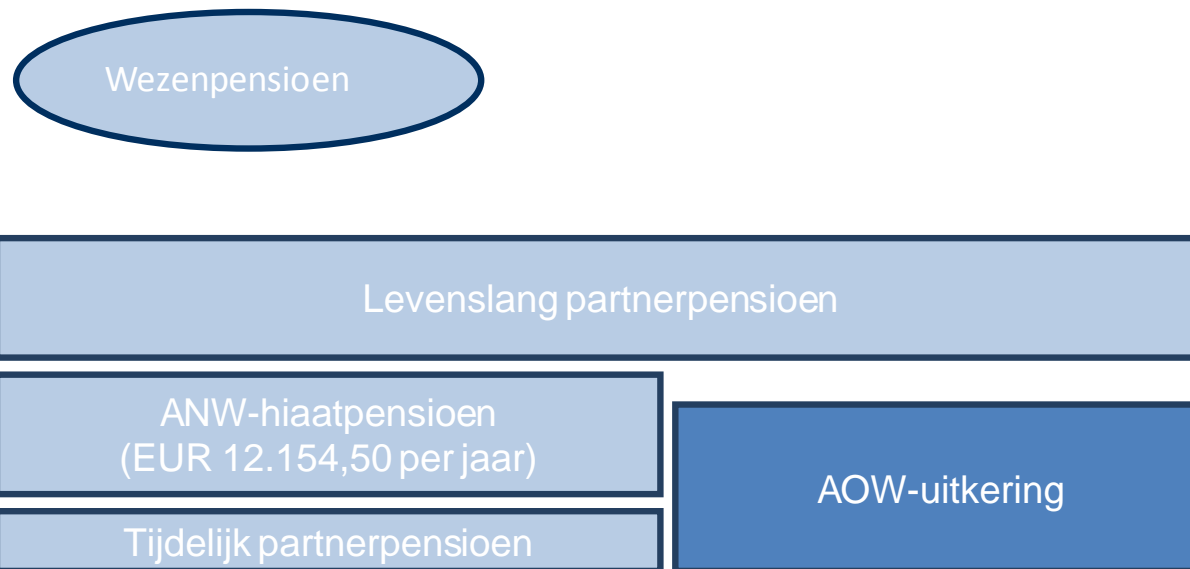 Wezenpensioen
Levenslang partnerpensioen
ANW-hiaatpensioen
(EUR 12.154,50 per jaar)
AOW-uitkering
Tijdelijk partnerpensioen